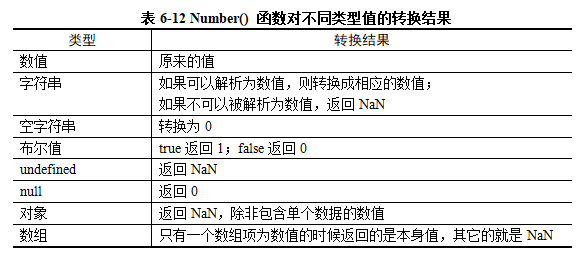 表 6-12 Number() 函数对不同类型值的转换结果
类型 转换结果
数值 原来的值
字符串 如果可以解析为数值，则转换成相应的数值；
如果不可以被解析为数值，返回 NaN
空字符串 转换为 0
布尔值 true 返回 1；false 返回 0
undefined 返回 NaN
null 返回 0
对象 返回 NaN，除非包含单个数据的数值
数组 只有一个数组项为数值的时候返回的是本身值，其它的就是 NaN